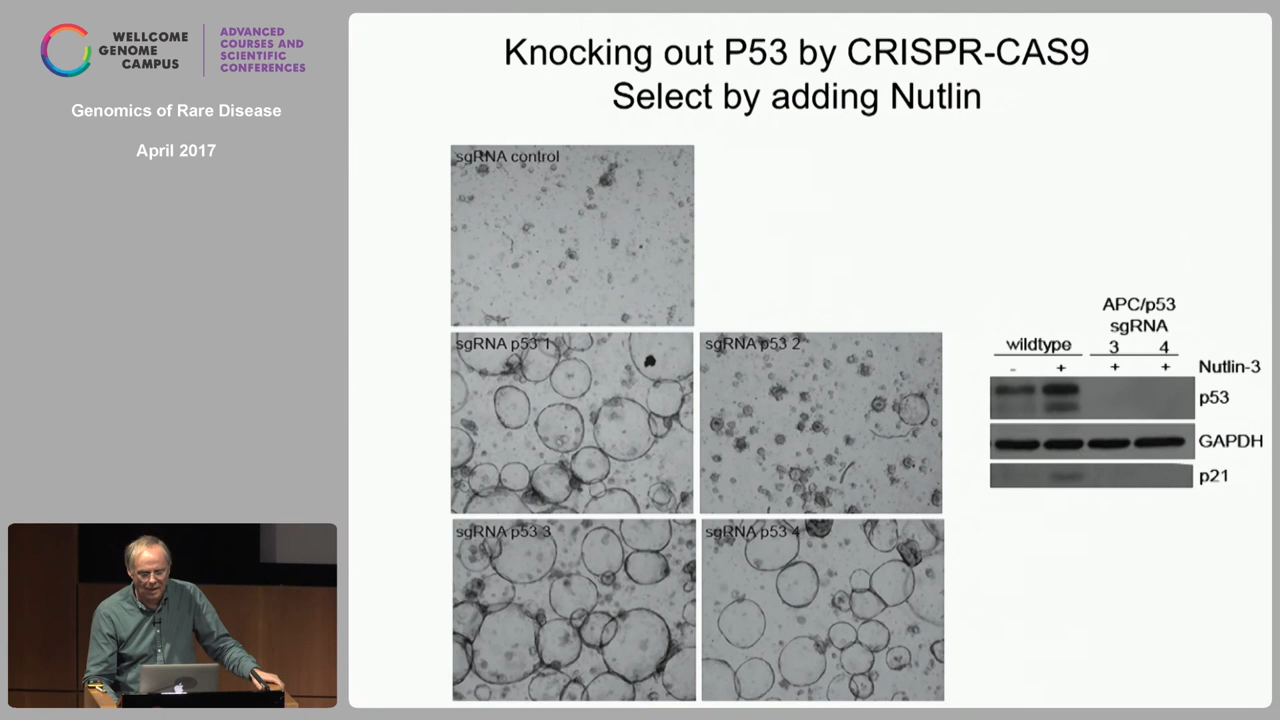 WELLCOME
GENOME
CAMPUS
ADVANCED
COURSES AND
SCIENTIFIC
CONFERENCES
Genomics of Rare Disease
April 2017
Knocking out P53 by CRISPR-CAS9
Select by adding Nutlin
sgRNA control
sgRNA p53 1
sgRNA p53 2
sgRNA p53 3
sgRNA p53 4
APC/p53
sgRNA
wildtype 3 4
- + + + Nutlin-3
p53
GAPDH
p21